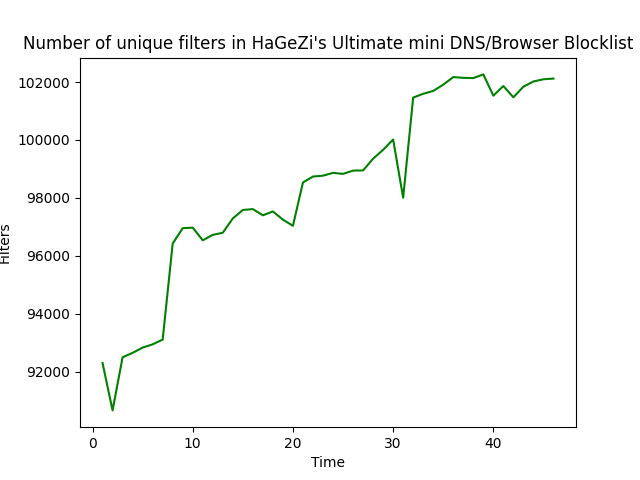 Number of unique filters in HaGeZi's Ultimate mini DNS/Browser Blocklist
102000
100000
98000
96000
94000
92000
Filters
0 10 20 30 40
Time